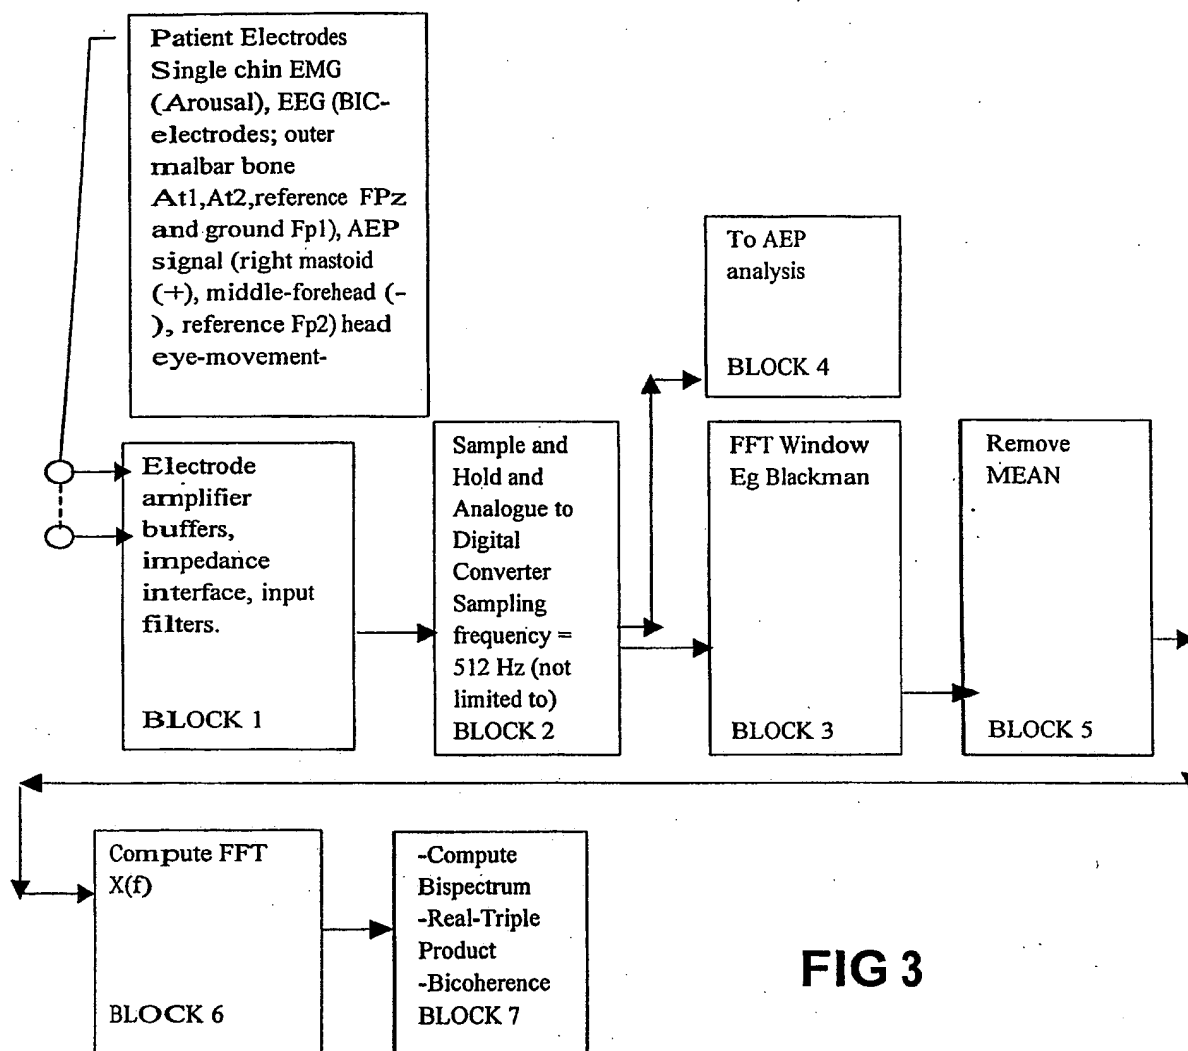 Patient Electrodes
Single chin EMG
(Arousal), EEG (BIC-
electrodes; outer
malbar bone
At1,At2,reference FPz
and ground Fp1), AEP
signal (right mastoid
(+), middle-forehead (-
), reference Fp2) head
eye-movement-
To AEP
analysis
BLOCK 4
Electrode
amplifier
buffers,
impedance
interface, input
filters.
BLOCK 1
Sample and
Hold and
Analogue to
Digital
Converter
Sampling
frequency =
512 Hz (not
limited to)
BLOCK 2
FFT Window
Eg Blackman
BLOCK 3
Remove
MEAN
BLOCK 5
Compute FFT
X(f)
BLOCK 6
-Compute
Bispectrum
-Real-Triple
Product
-Bicoherence
BLOCK 7
FIG 3